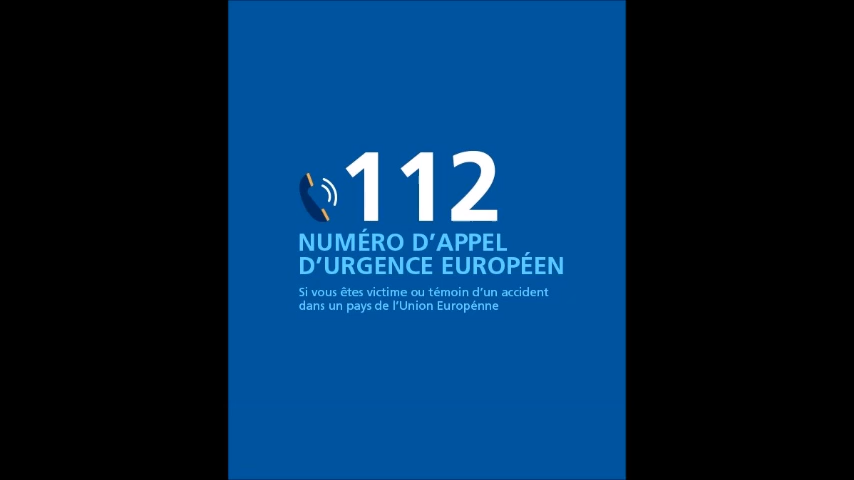 112
NUMÉRO D’APPEL
D’URGENCE EUROPÉEN
Si vous êtes victime ou témoin d’un accident
dans un pays de l’Union Europénne